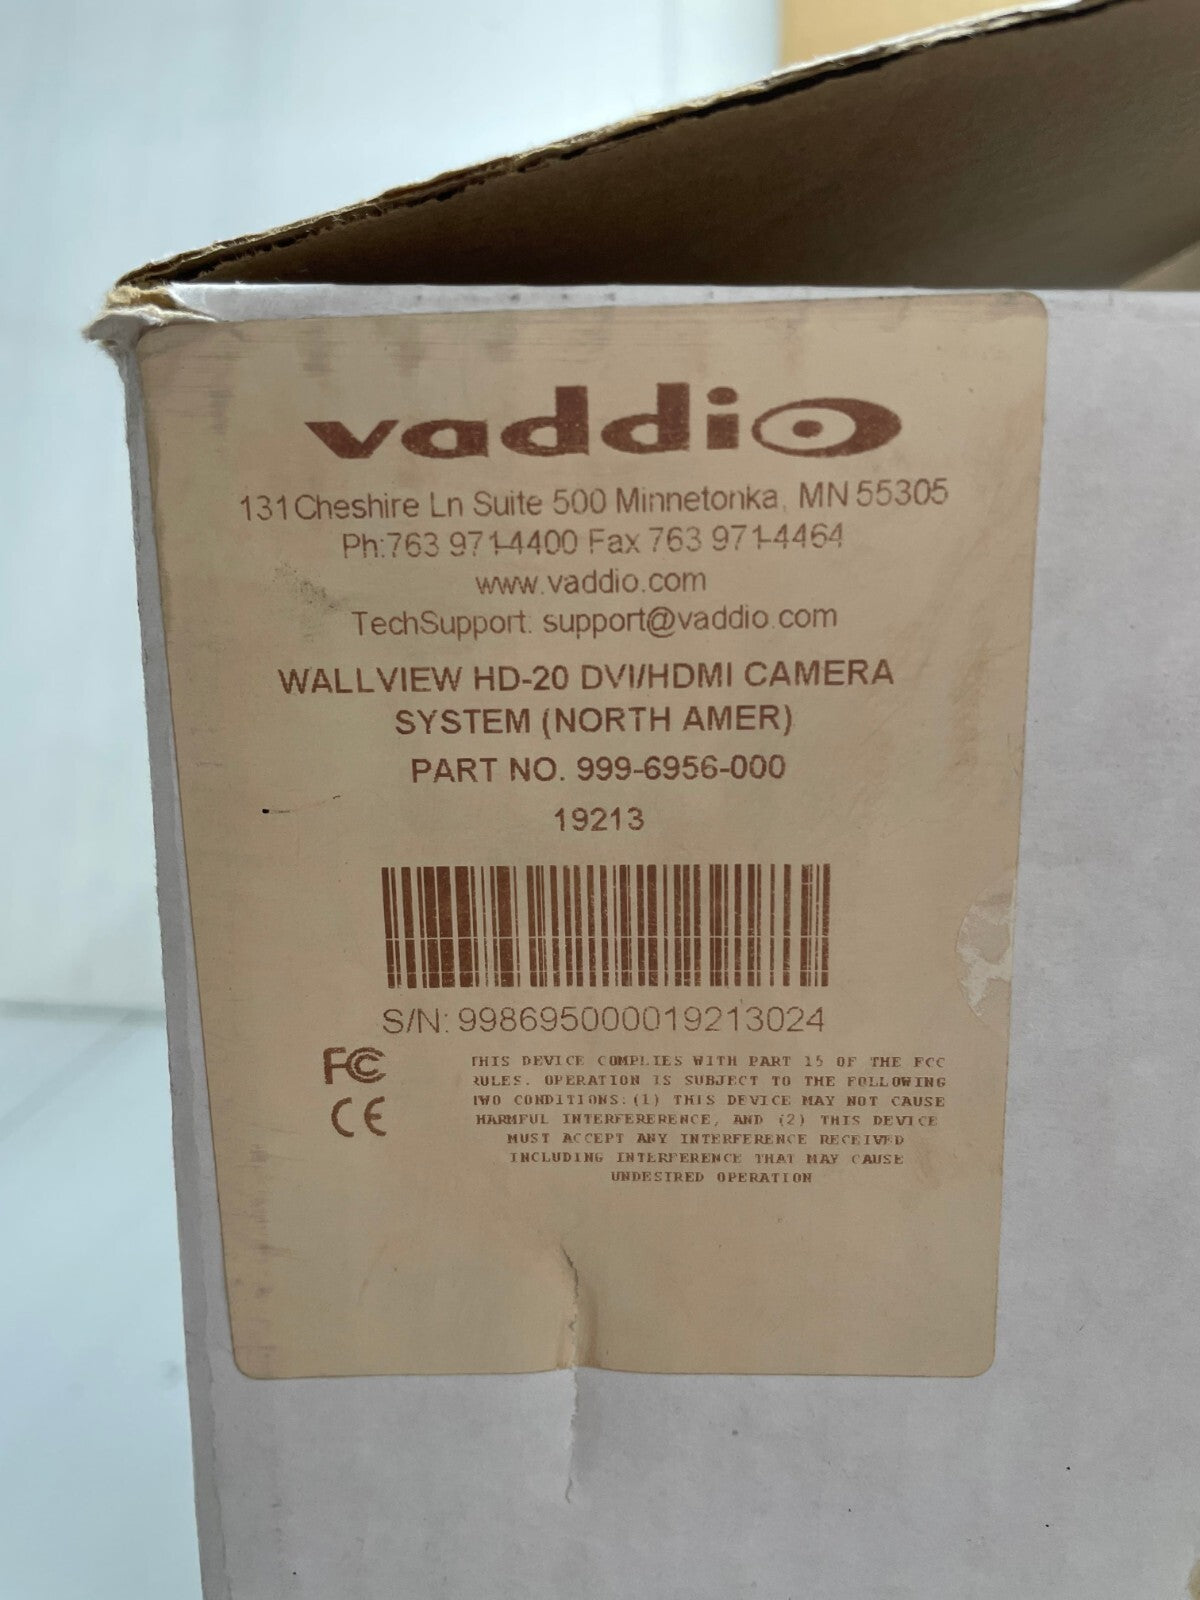 vaddio
131 Cheshire Ln Suite 500 Minnetonka, MN 55305
Ph:763 971-4400 Fax 763 971-4464
www.vaddio.com
TechSupport: support@vaddio.com
WALLVIEW HD-20 DVI/HDMI CAMERA
SYSTEM (NORTH AMER)
PART NO. 999-6956-000
19213
S/N: 998695000019213024
FC
CE
THIS DEVICE COMPLIES WITH PART 15 OF THE FCC
RULES. OPERATION IS SUBJECT TO THE FOLLOWING
TWO CONDITIONS:(1) THIS DEVICE MAY NOT CAUSE
HARMFUL INTERFERERENCE, AND (2) THIS DEVICE
MUST ACCEPT ANY INTERFERENCE RECEIVED
INCLUDING INTERFERENCE THAT MAY CAUSE
UNDESIRED OPERATION